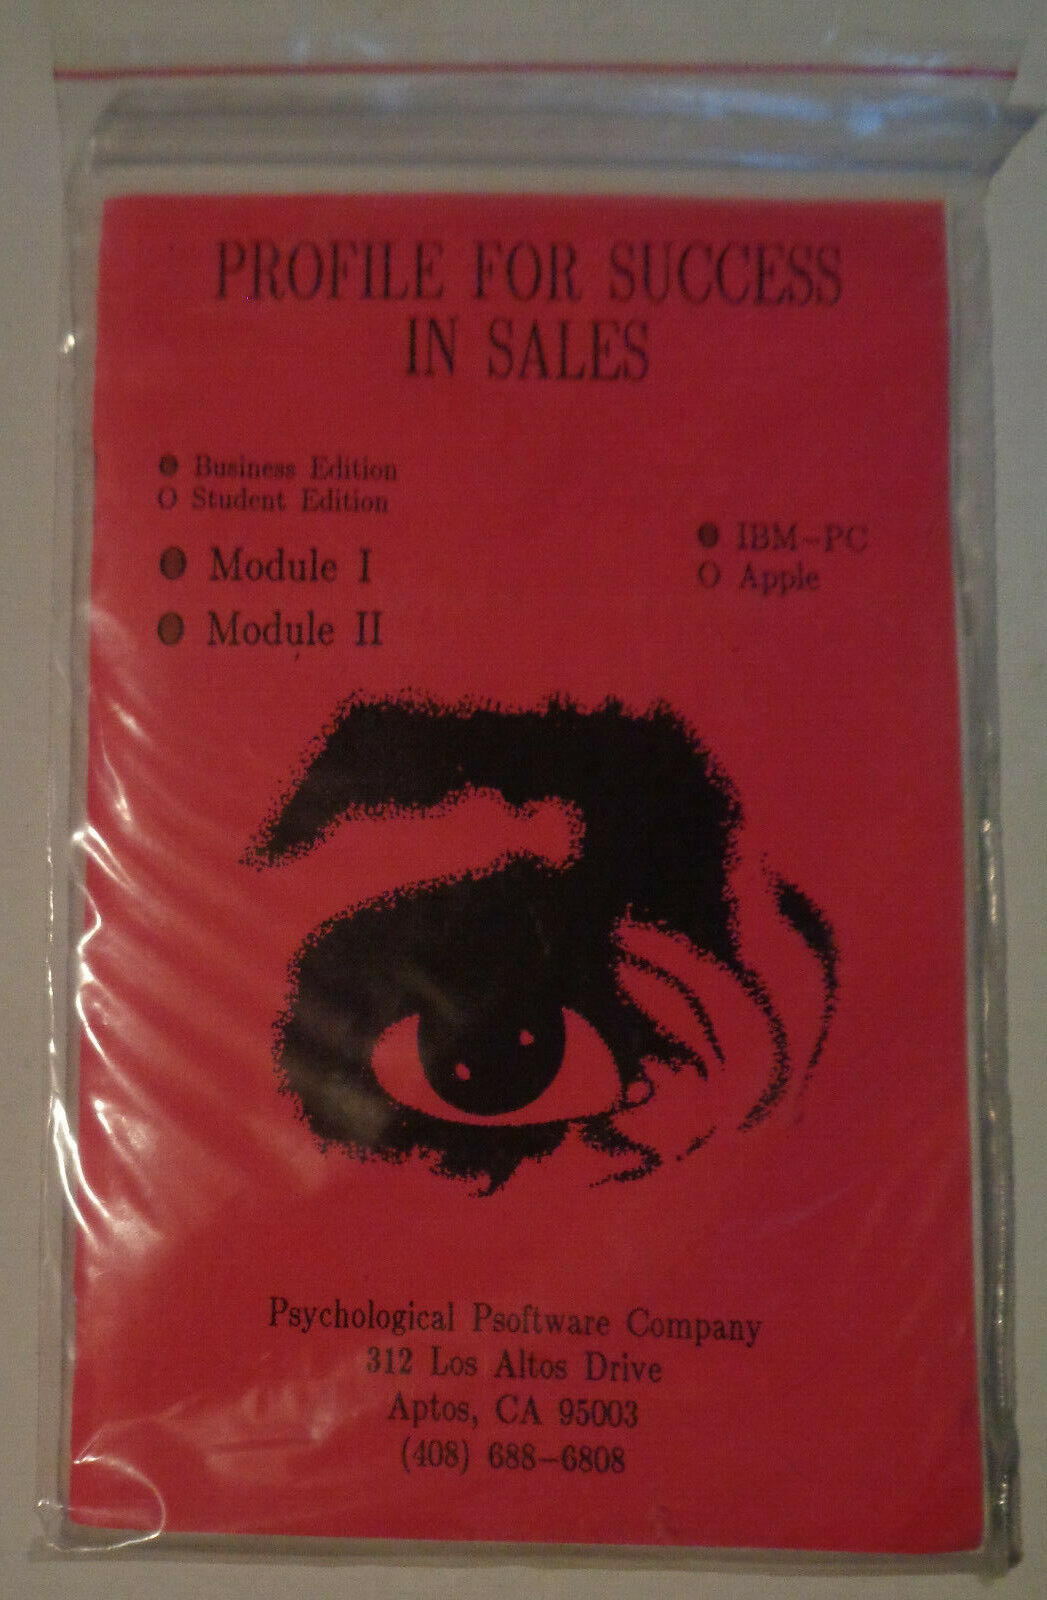 PROFILE FOR SUCCESS
IN SALES
Business Edition
O Student Edition
Module I
Module II
IBM-PC
O Apple
Psychological Psoftware Company
312 Los Altos Drive
Aptos, CA 95003
(408) 688-6808